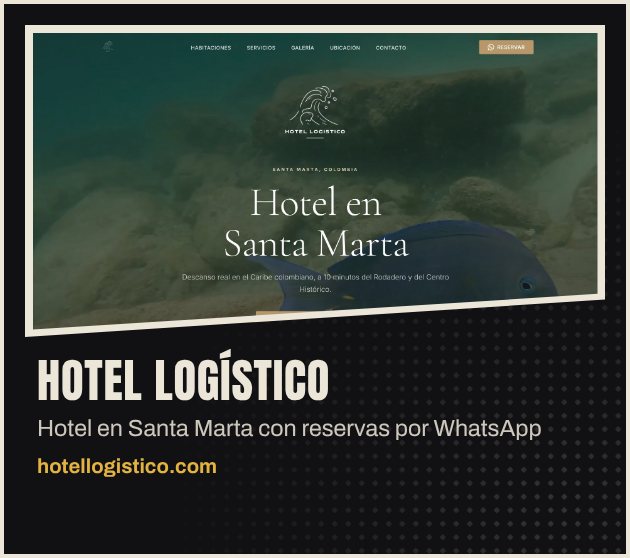 HABITACIONES SERVICIOS GALERÍA UBICACIÓN CONTACTO RESERVAR
HOTEL LOGISTICO
SANTA MARTA, COLOMBIA
Hotel en
Santa Marta
Descanso real en el Caribe colombiano, a 10 minutos del Rodadero y del Centro
Histórico.
HOTEL LOGÍSTICO
Hotel en Santa Marta con reservas por WhatsApp
hotellogistico.com